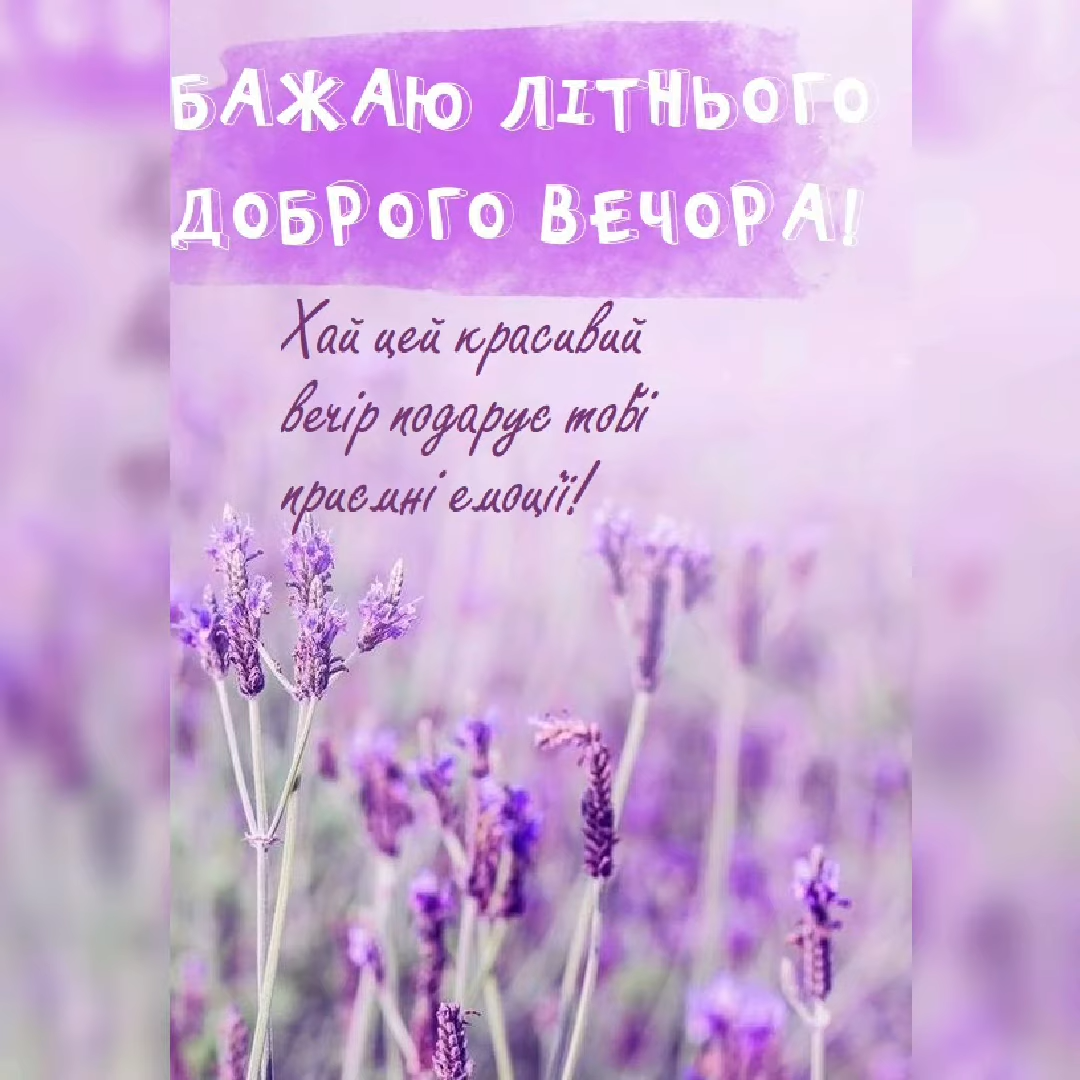 БАЖАЮ ЛІТНЬОГО
ДОБРОГО ВЕЧОРА!
Хай цей красивий
вечір подарує тобі
приємні емоції!